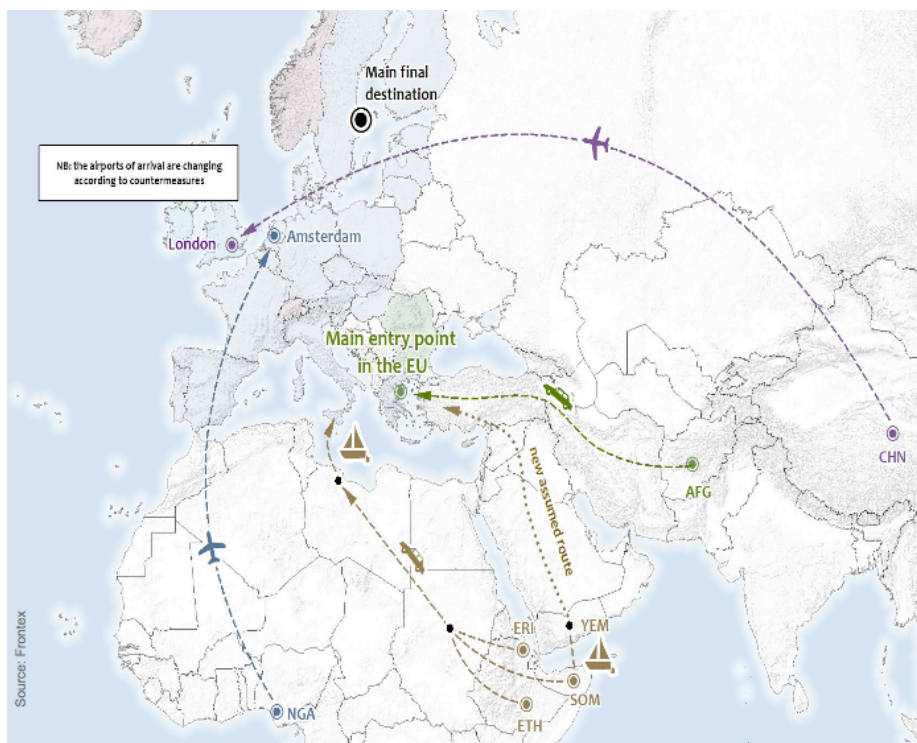 Main final
destination
NB: the airports of arrival are changing
according to countermeasures
London
Amsterdam
Main entry point
in the EU
CHN
AFG
new assumed route
ERI
YEM
SOM
ETH
NGA
Source: Frontex